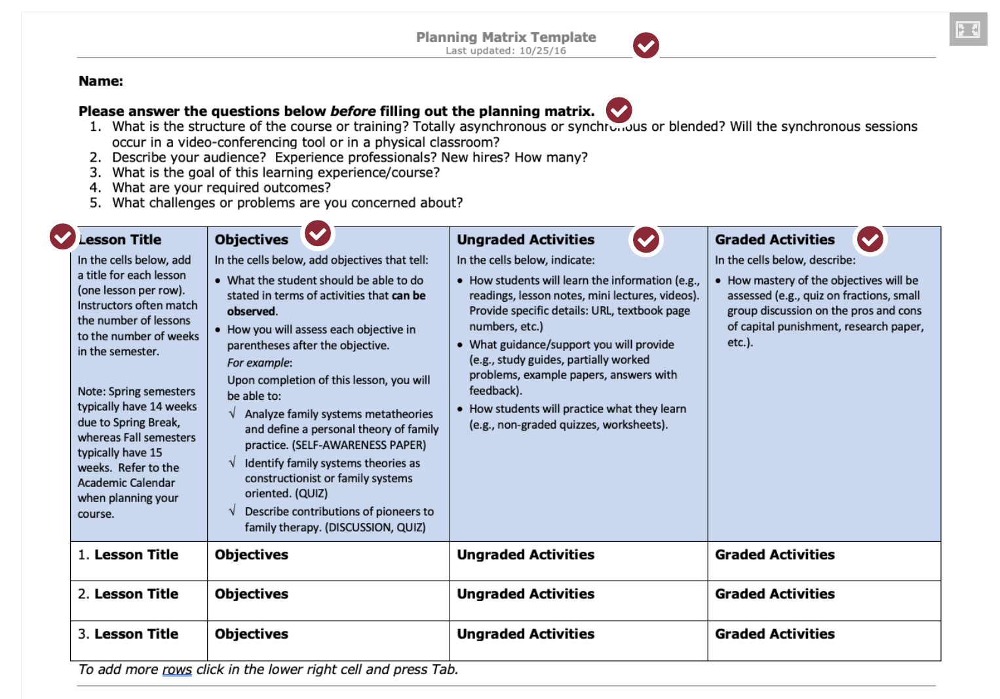 Planning Matrix Template
Last updated: 10/25/16
Name:
Please answer the questions below before filling out the planning matrix.
1. What is the structure of the course or training? Totally asynchronous or synchronous or blended? Will the synchronous sessions
occur in a video-conferencing tool or in a physical classroom?
2. Describe your audience?  Experience professionals? New hires? How many?
3. What is the goal of this learning experience/course?
4. What are your required outcomes?
5. What challenges or problems are you concerned about?
Lesson Title
In the cells below, add
a title for each lesson
(one lesson per row).
Instructors often match
the number of lessons
to the number of weeks
in the semester.
Note: Spring semesters
typically have 14 weeks
due to Spring Break,
whereas Fall semesters
typically have 15
weeks.  Refer to the
Academic Calendar
when planning your
course.
Objectives
In the cells below, add objectives that tell:
• What the student should be able to do
stated in terms of activities that can be
observed.
• How you will assess each objective in
parentheses after the objective.
For example:
Upon completion of this lesson, you will
be able to:
√ Analyze family systems metatheories
and define a personal theory of family
practice. (SELF-AWARENESS PAPER)
√ Identify family systems theories as
constructionist or family systems
oriented. (QUIZ)
√ Describe contributions of pioneers to
family therapy. (DISCUSSION, QUIZ)
Ungraded Activities
In the cells below, indicate:
• How students will learn the information (e.g.,
readings, lesson notes, mini lectures, videos).
Provide specific details: URL, textbook page
numbers, etc.)
• What guidance/support you will provide
(e.g., study guides, partially worked
problems, example papers, answers with
feedback).
• How students will practice what they learn
(e.g., non-graded quizzes, worksheets).
Graded Activities
In the cells below, describe:
• How mastery of the objectives will be
assessed (e.g., quiz on fractions, small
group discussion on the pros and cons
of capital punishment, research paper,
etc.).
1. Lesson Title
Objectives
Ungraded Activities
Graded Activities
2. Lesson Title
Objectives
Ungraded Activities
Graded Activities
3. Lesson Title
Objectives
Ungraded Activities
Graded Activities
To add more rows click in the lower right cell and press Tab.